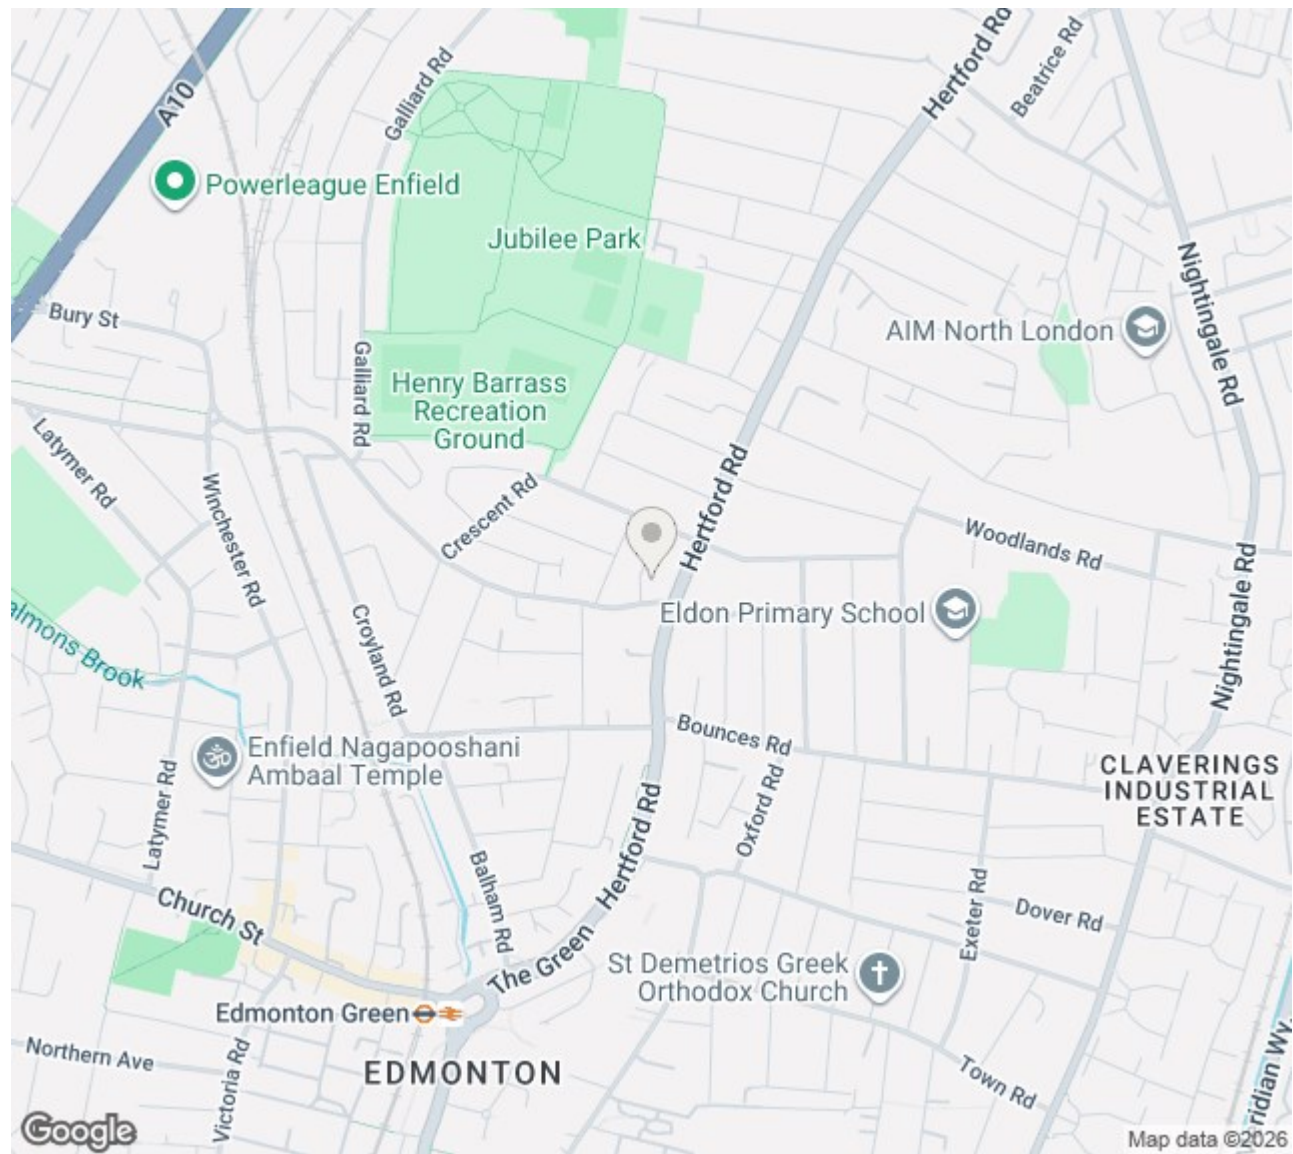 Hertford Rd
Beatrice Rd
Galliard Rd
A10
Powerleague Enfield
Jubilee Park
Nightingale Rd
Bury St
AIM North London
Galliard Rd
Henry Barrass
Recreation
Ground
Latymer Rd
Winchester Rd
Crescent Rd
Hertford Rd
Woodlands Rd
Nightingale Rd
Croyland Rd
Eldon Primary School
almons Brook
Bounces Rd
Enfield Nagapooshani
Ambaal Temple
Latymer Rd
Oxford Rd
CLAVERINGS
INDUSTRIAL
ESTATE
Hertford Rd
Balham Rd
Church St
Exeter Rd
Dover Rd
The Green
St Demetrios Greek
Orthodox Church
Edmonton Green
Northern Ave
Victoria Rd
EDMONTON
Town Rd
ridian Wy
Google
Map data ©2026